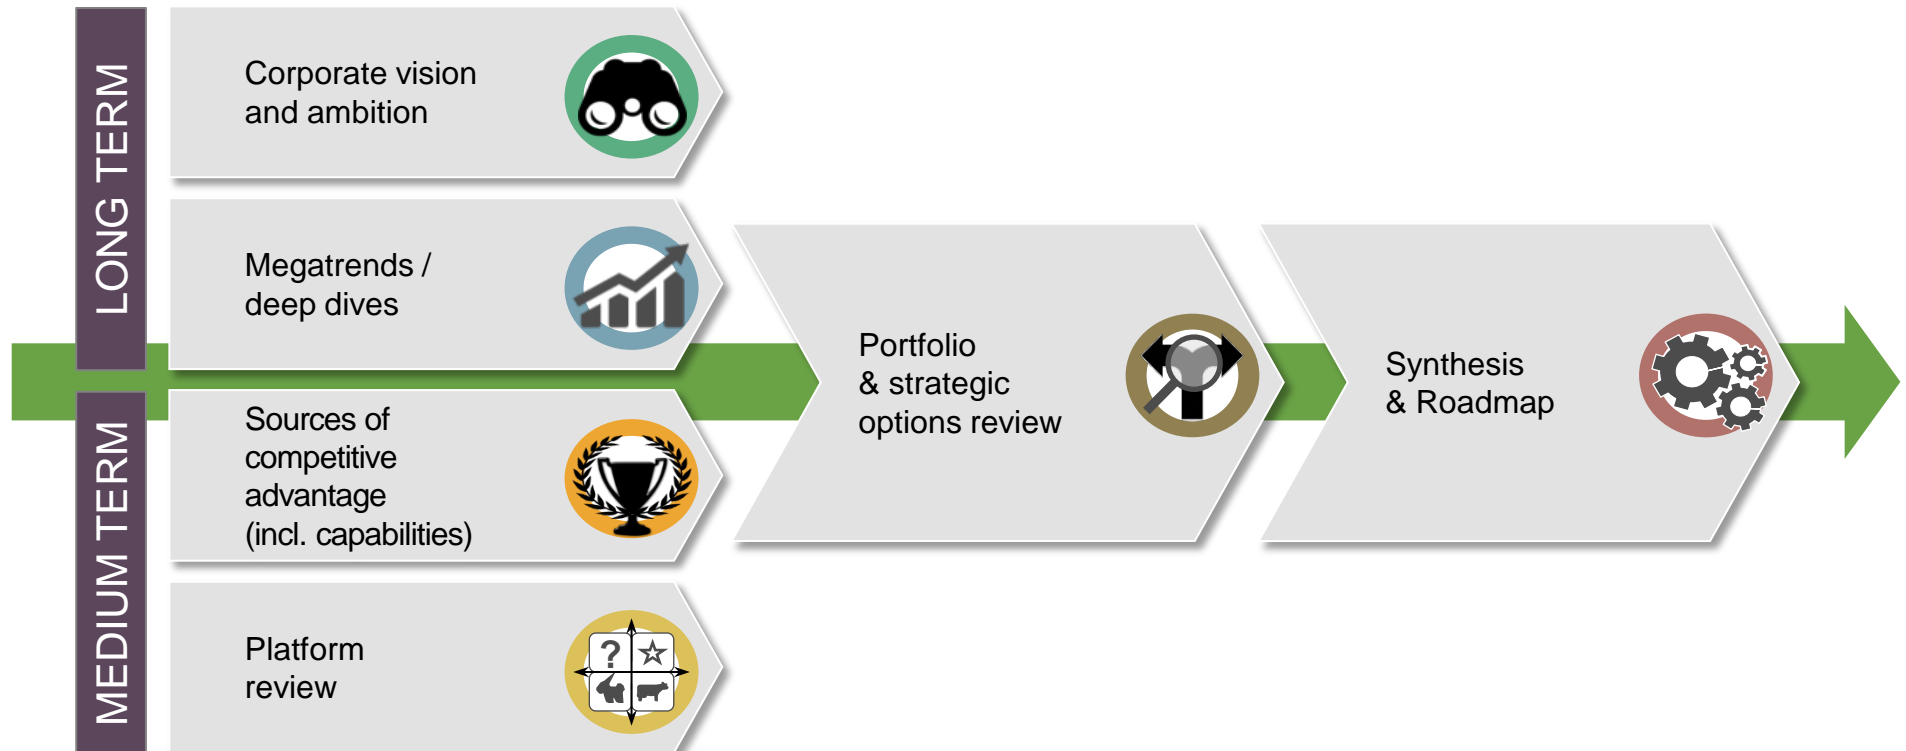 LONG TERM
Corporate vision
and ambition
Megatrends /
deep dives
MEDIUM TERM
Sources of
competitive
advantage
(incl. capabilities)
Platform
review
?
Portfolio
& strategic
options review
Synthesis
& Roadmap